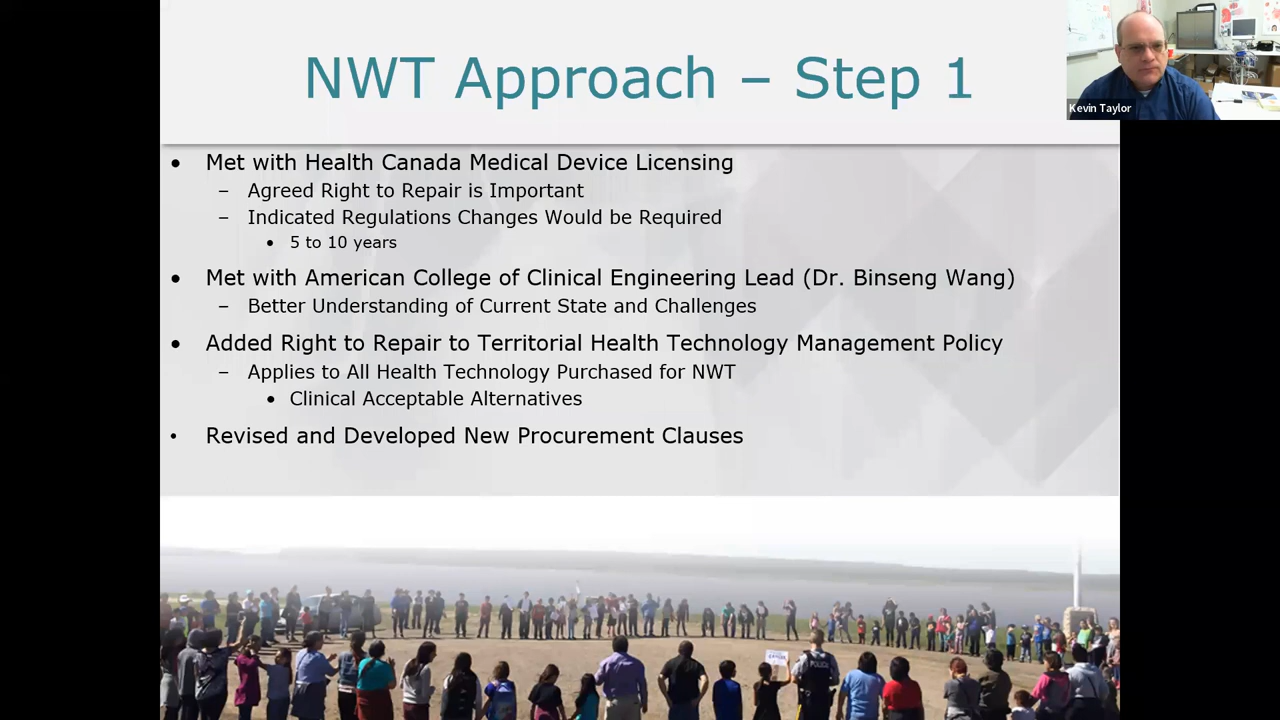 NWT Approach – Step 1
Kevin Taylor
• Met with Health Canada Medical Device Licensing
– Agreed Right to Repair is Important
– Indicated Regulations Changes Would be Required
• 5 to 10 years
• Met with American College of Clinical Engineering Lead (Dr. Binseng Wang)
– Better Understanding of Current State and Challenges
• Added Right to Repair to Territorial Health Technology Management Policy
– Applies to All Health Technology Purchased for NWT
• Clinical Acceptable Alternatives
• Revised and Developed New Procurement Clauses
POLICE